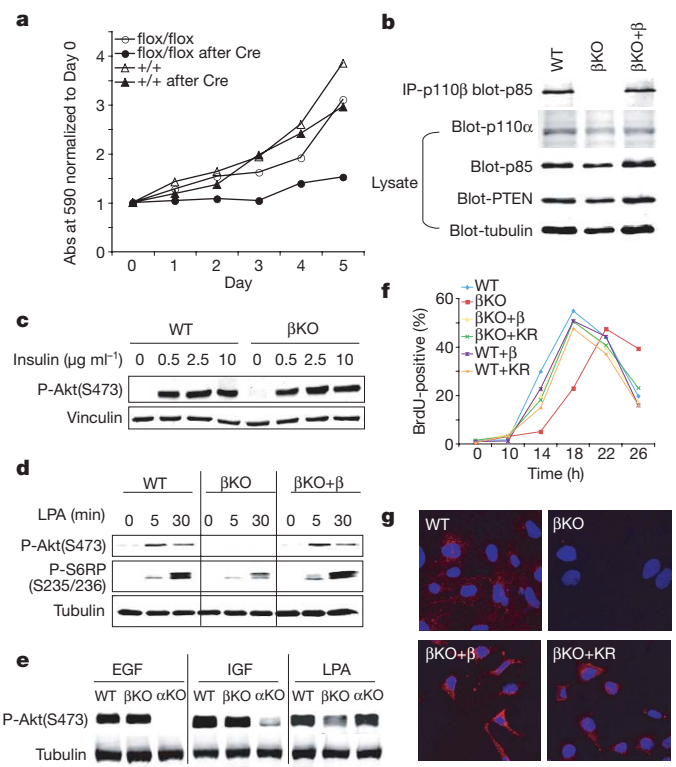 a
Abs at 590 normalized to Day 0
5
4
3
2
1
0
flox/flox
flox/flox after Cre
+/+
+/+ after Cre
0 1 2 3 4 5
Day
b
WT βKO βKO+β
IP-p110β blot-p85
Blot-p110α
Blot-p85
Blot-PTEN
Blot-tubulin
Lysate
c
WT βKO
Insulin (µg ml⁻¹) 0 0.5 2.5 10 0 0.5 2.5 10
P-Akt(S473)
Vinculin
d
WT βKO βKO+β
LPA (min) 0 5 30 0 5 30 0 5 30
P-Akt(S473)
P-S6RP
(S235/236)
Tubulin
e
EGF IGF LPA
WT βKO αKO WT βKO αKO WT βKO αKO
P-Akt(S473)
Tubulin
f
BrdU-positive (%)
60
40
20
0
WT
βKO
βKO+β
βKO+KR
WT+β
WT+KR
0 10 14 18 22 26
Time (h)
g
WT
βKO
βKO+β
βKO+KR